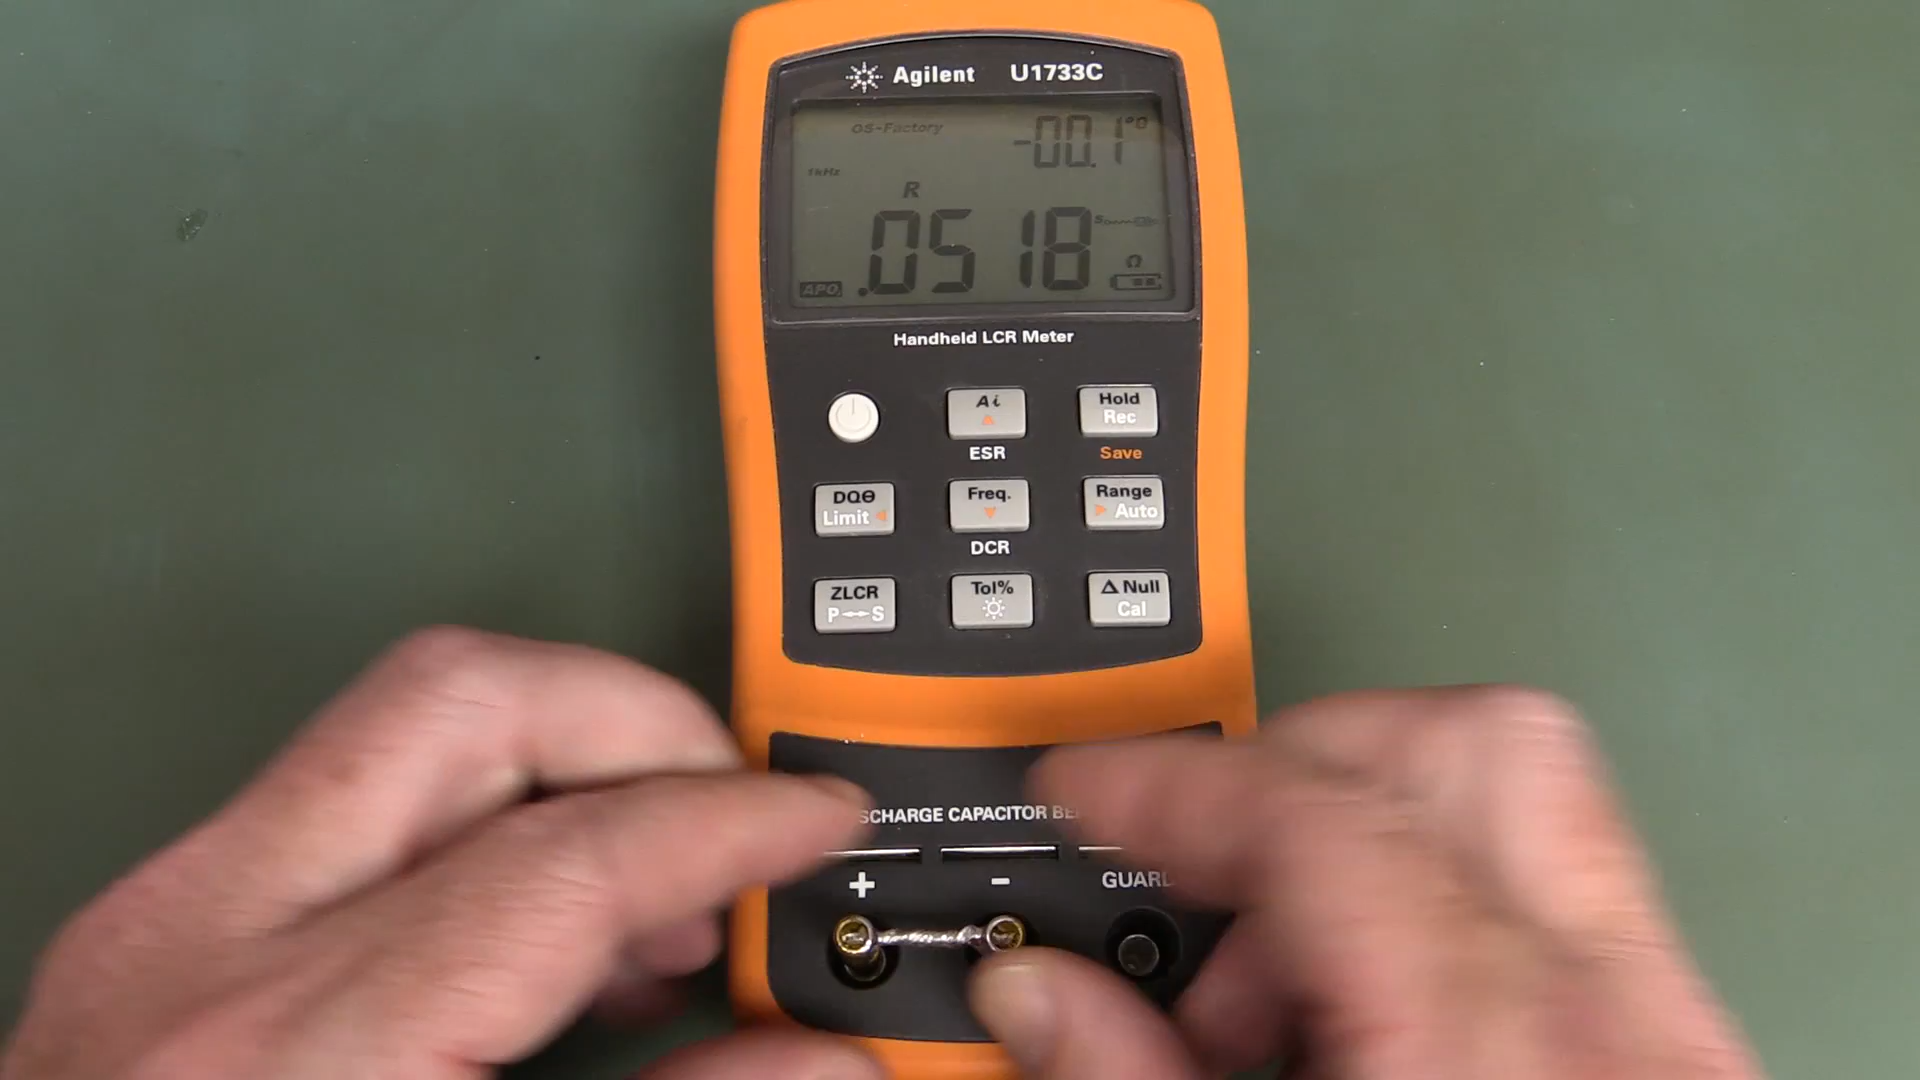 Agilent U1733C
OS-Factory -00.1°
1kHz
R
.0518
Ω
APO
Handheld LCR Meter
Ai
Hold
Rec
ESR
Save
DQΘ
Limit
Freq.
Range
Auto
DCR
ZLCR
P↔S
Tol%
Δ Null
Cal
SCHARGE CAPACITOR BE
+ − GUARD